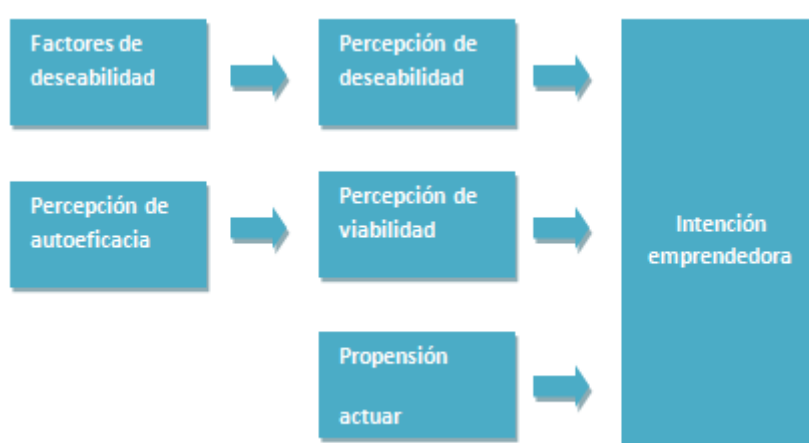 Factores de
deseabilidad
Percepción de
deseabilidad
Percepción de
autoeficacia
Percepción de
viabilidad
Intención
emprendedora
Propensión
actuar